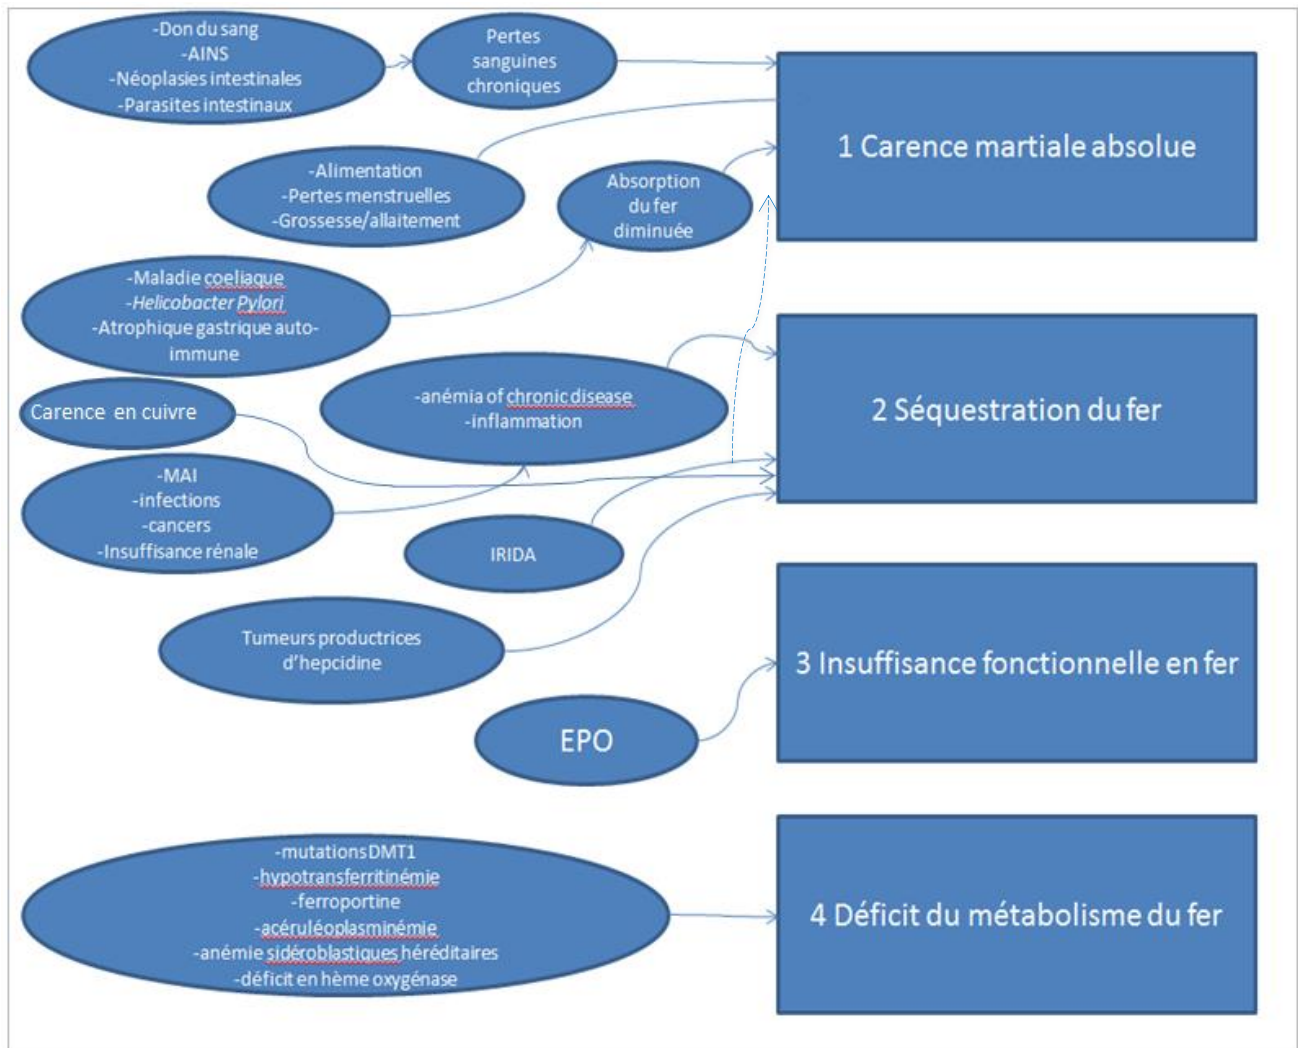 -Don du sang
-AINS
-Néoplasies intestinales
-Parasites intestinaux
Pertes
sanguines
chroniques
1 Carence martiale absolue
-Alimentation
-Pertes menstruelles
-Grossesse/allaitement
Absorption
du fer
diminuée
-Maladie coeliaque
-Helicobacter Pylori
-Atrophique gastrique auto-
immune
-anémia of chronic disease
-inflammation
2 Séquestration du fer
Carence en cuivre
-MAI
-infections
-cancers
-Insuffisance rénale
IRIDA
Tumeurs productrices
d'hepcidine
3 Insuffisance fonctionnelle en fer
EPO
-mutations DMT1
-hypotransferritinémie
-ferroportine
-acéruléoplasminémie
-anémie sidéroblastiques héréditaires
-déficit en hème oxygénase
4 Déficit du métabolisme du fer